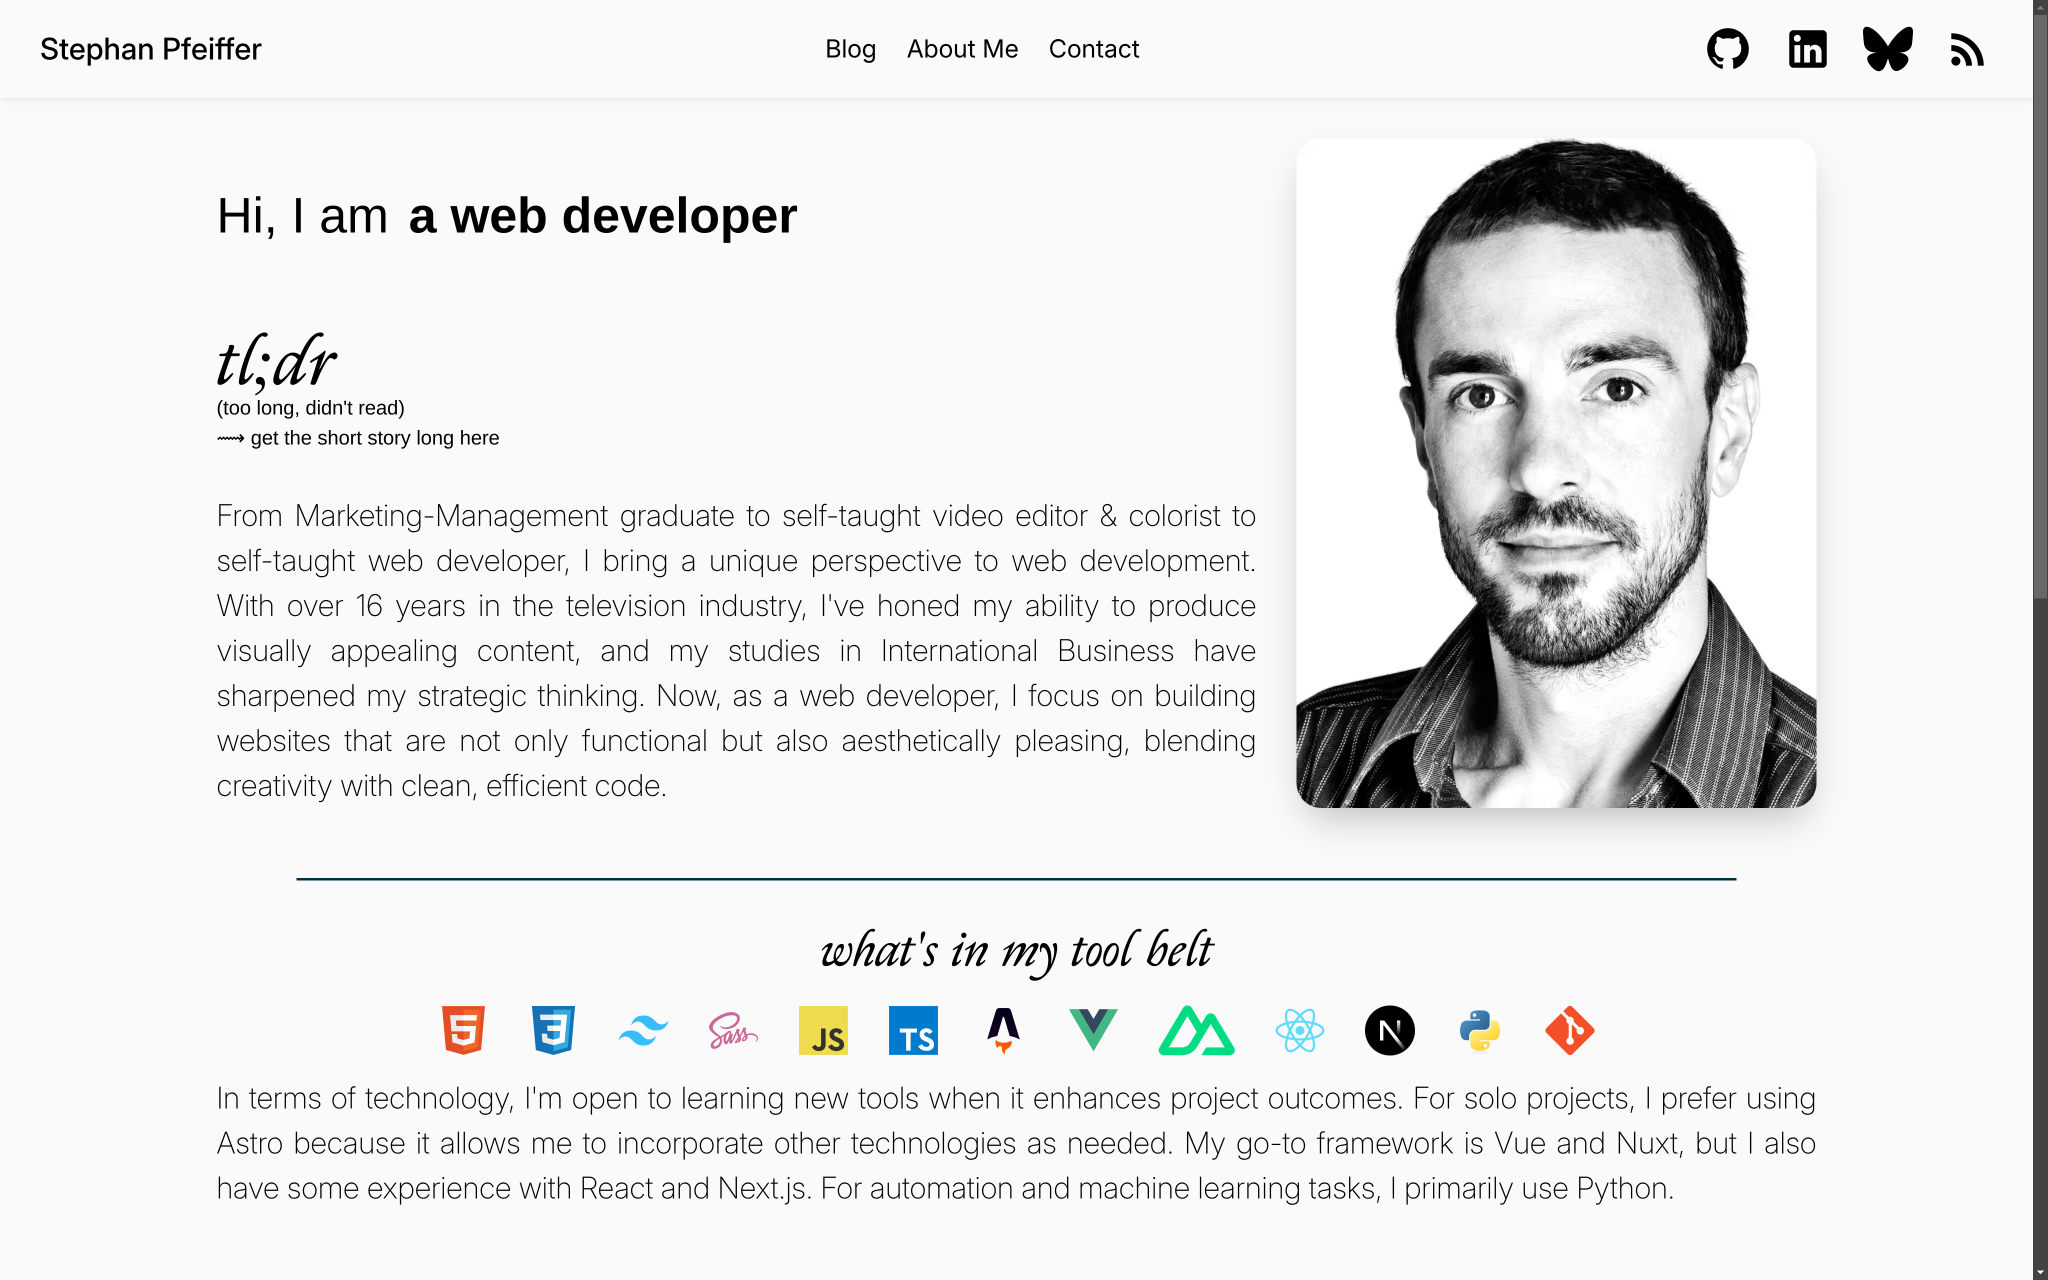 Stephan Pfeiffer
Blog About Me Contact
in
Hi, I am a web developer
tl;dr
(too long, didn't read)
⟿ get the short story long here
From Marketing-Management graduate to self-taught video editor & colorist to
self-taught web developer, I bring a unique perspective to web development.
With over 16 years in the television industry, I've honed my ability to produce
visually appealing content, and my studies in International Business have
sharpened my strategic thinking. Now, as a web developer, I focus on building
websites that are not only functional but also aesthetically pleasing, blending
creativity with clean, efficient code.
what's in my tool belt
5 3 Sass JS TS N
In terms of technology, I'm open to learning new tools when it enhances project outcomes. For solo projects, I prefer using
Astro because it allows me to incorporate other technologies as needed. My go-to framework is Vue and Nuxt, but I also
have some experience with React and Next.js. For automation and machine learning tasks, I primarily use Python.